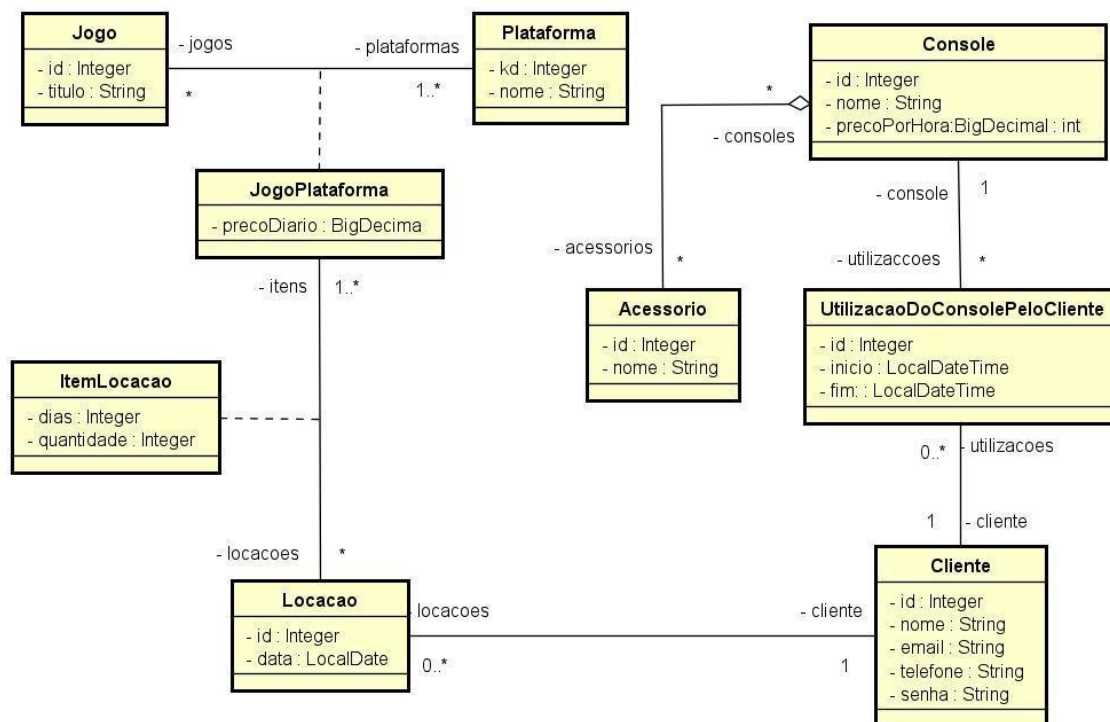 Jogo
- id : Integer
- titulo : String
- jogos
*
- plataformas
1..*
Plataforma
- kd : Integer
- nome : String
Console
- id : Integer
- nome : String
- precoPorHora:BigDecimal : int
*
- consoles
JogoPlataforma
- precoDiario : BigDecima
- console
1
- itens
1..*
- acessorios
*
- utilizaccoes
*
Acessorio
- id : Integer
- nome : String
UtilizacaoDoConsolePeloCliente
- id : Integer
- inicio : LocalDateTime
- fim: : LocalDateTime
ItemLocacao
- dias : Integer
- quantidade : Integer
0..*
- utilizacoes
1
- cliente
- locacoes
*
Locacao
- id : Integer
- data : LocalDate
- locacoes
0..*
- cliente
1
Cliente
- id : Integer
- nome : String
- email : String
- telefone : String
- senha : String